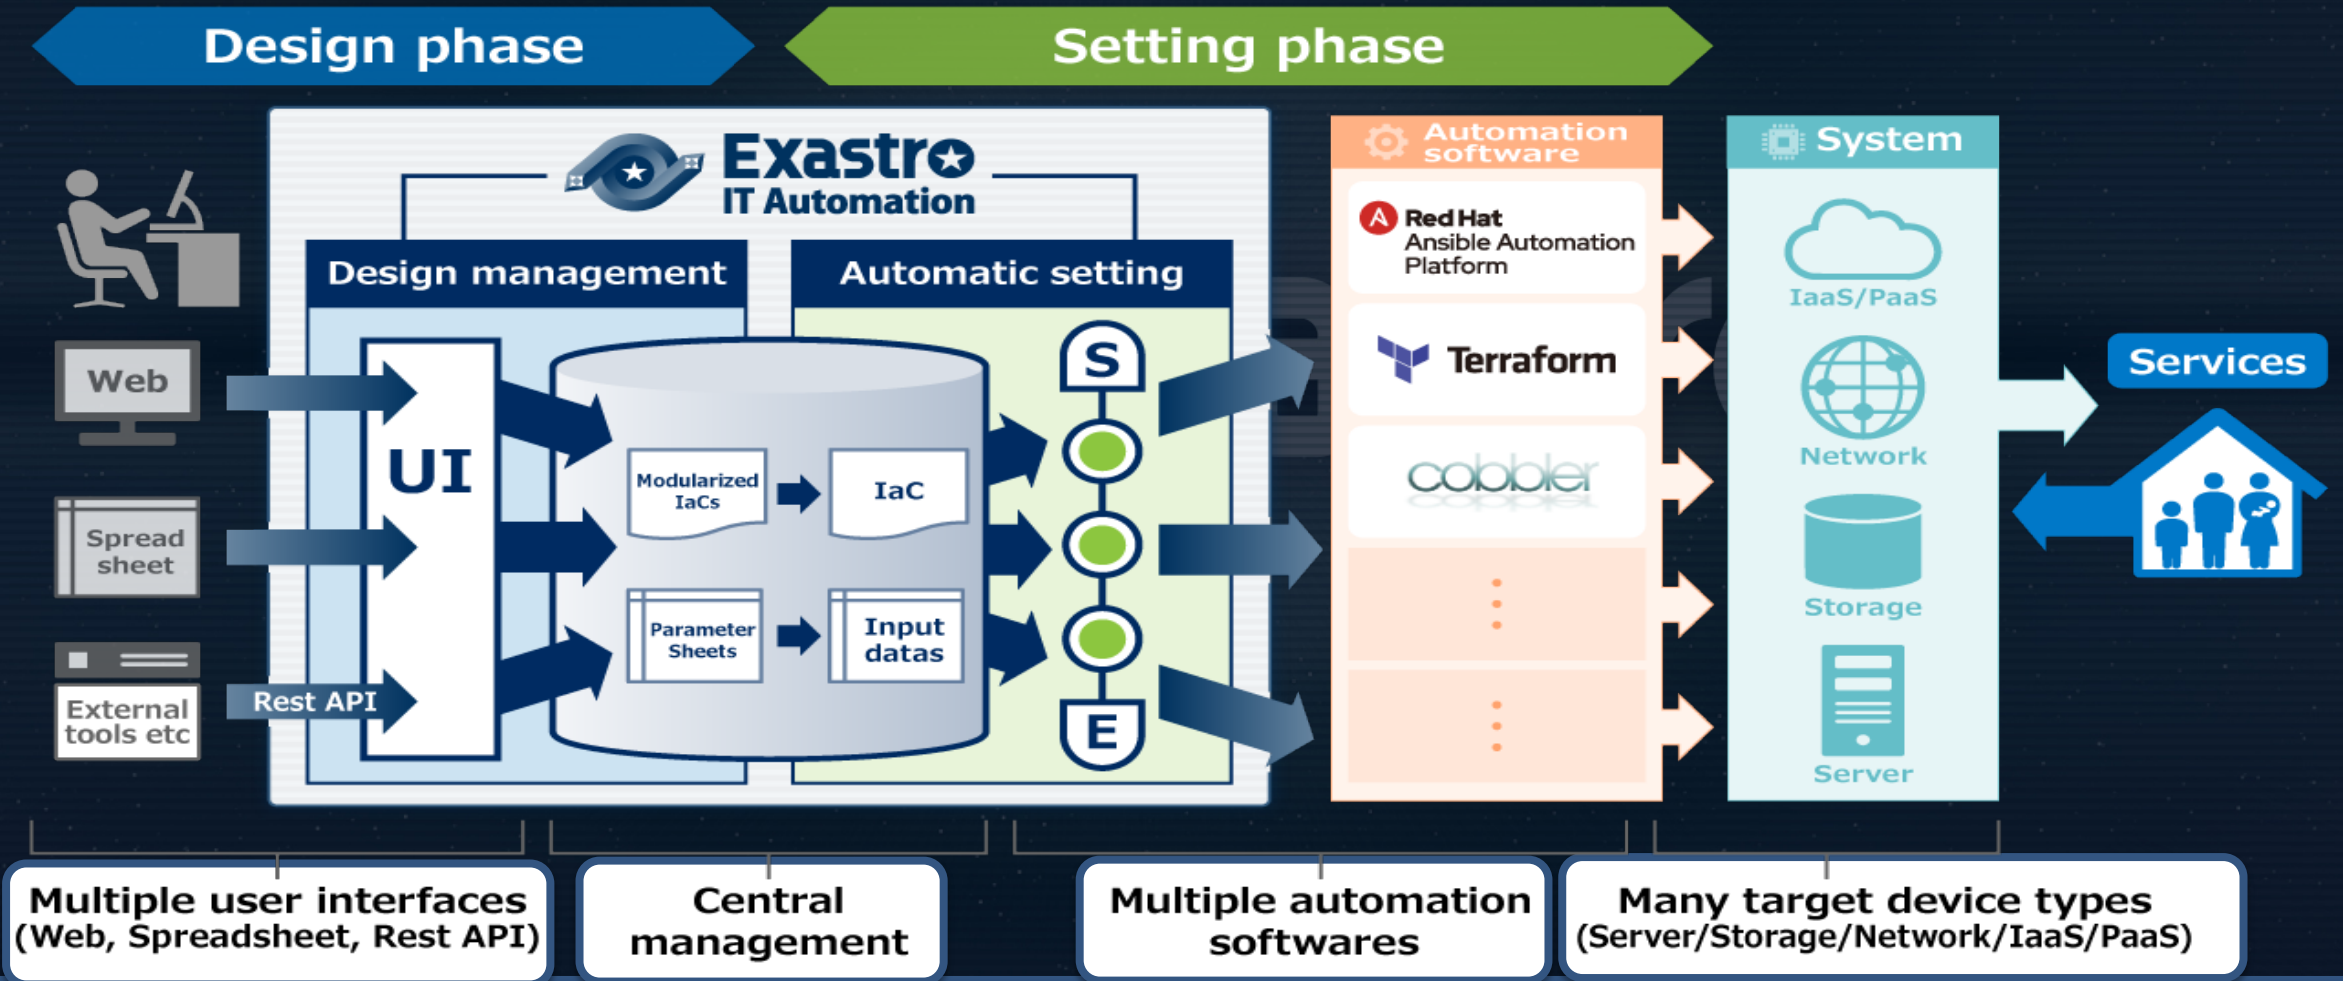 Design phase
Setting phase
Exastro
IT Automation
Design management
Automatic setting
Web
Spread
sheet
External
tools etc
Rest API
UI
Modularized
IaCs
IaC
Parameter
Sheets
Input
datas
S
E
Automation
software
Red Hat
Ansible Automation
Platform
Terraform
cobbler
System
IaaS/PaaS
Network
Storage
Server
Services
Multiple user interfaces
(Web, Spreadsheet, Rest API)
Central
management
Multiple automation
softwares
Many target device types
(Server/Storage/Network/IaaS/PaaS)